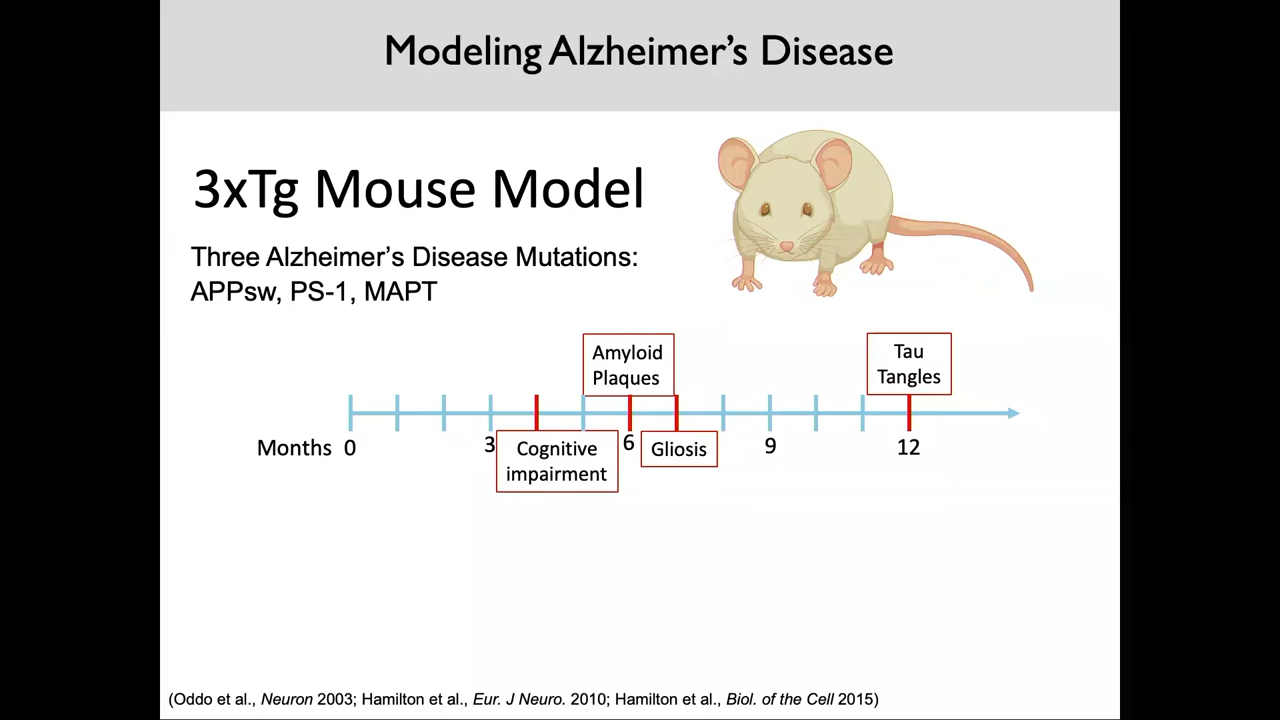 Modeling Alzheimer's Disease
3xTg Mouse Model
Three Alzheimer's Disease Mutations:
APPsw, PS-1, MAPT
Amyloid
Plaques
Tau
Tangles
Months 0
3
Cognitive
impairment
6
Gliosis
9
12
(Oddo et al., Neuron 2003; Hamilton et al., Eur. J Neuro. 2010; Hamilton et al., Biol. of the Cell 2015)